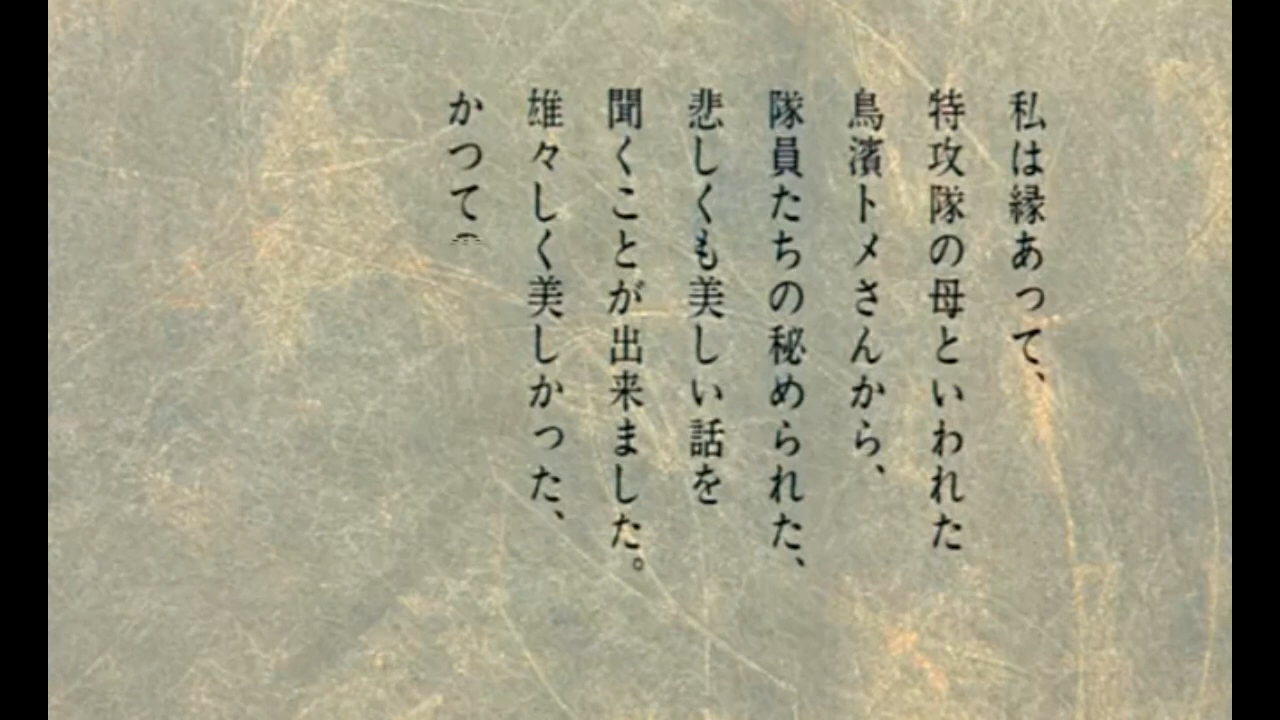 私は縁あって、
特攻隊の母といわれた
鳥濱トメさんから、
隊員たちの秘められた、
悲しくも美しい話を
聞くことが出来ました。
雄々しく美しかった、
かつて